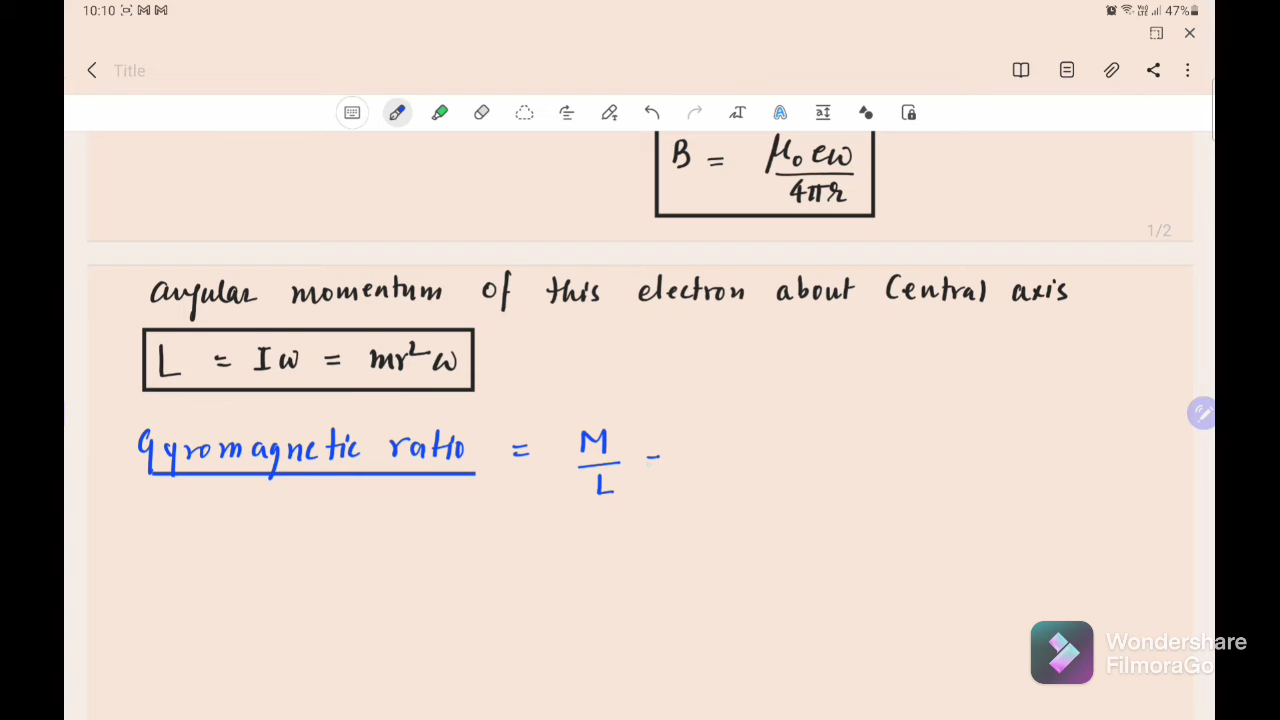 10:10 47%
Title
B = μ₀eω / 4πr
1/2
angular momentum of this electron about Central axis
L = Iω = mr²ω
Gyromagnetic ratio = M / L =
Wondershare
FilmoraGo